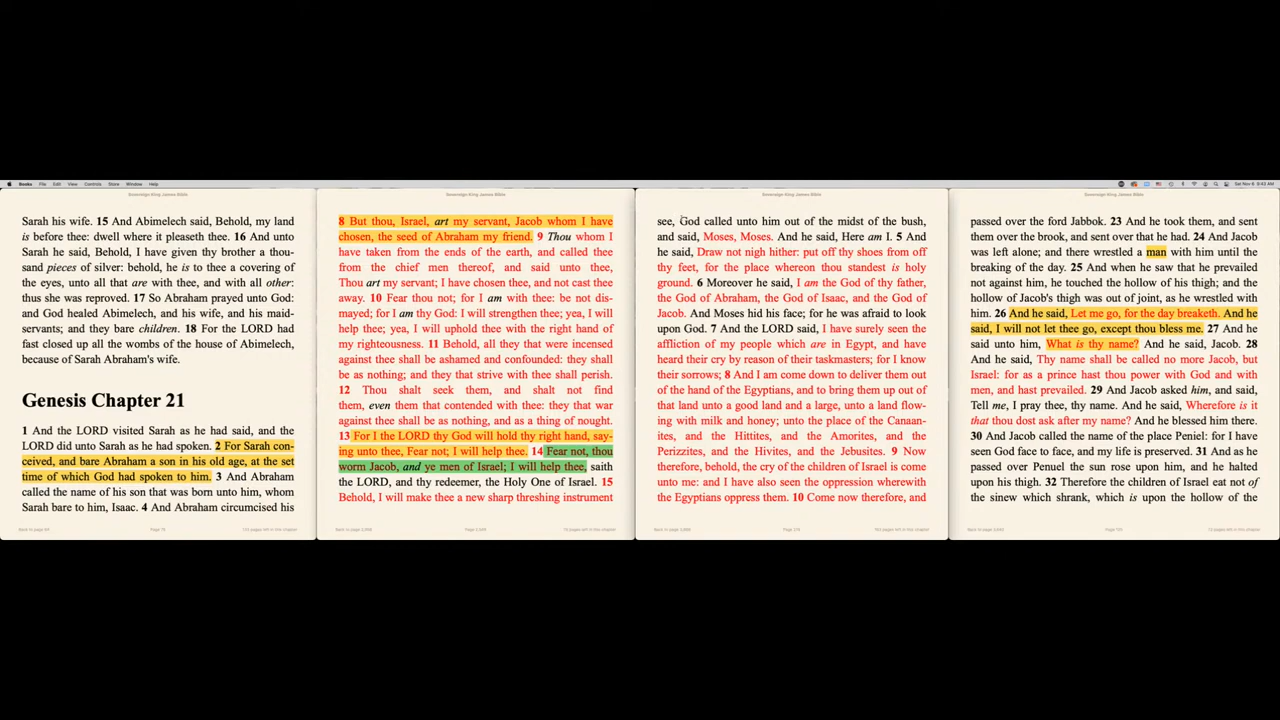 Books File Edit View Controls Store Window Help
Sat Nov 6 9:43 AM
Sovereign King James Bible
Sarah his wife. 15 And Abimelech said, Behold, my land
is before thee: dwell where it pleaseth thee. 16 And unto
Sarah he said, Behold, I have given thy brother a thou-
sand pieces of silver: behold, he is to thee a covering of
the eyes, unto all that are with thee, and with all other:
thus she was reproved. 17 So Abraham prayed unto God:
and God healed Abimelech, and his wife, and his maid-
servants; and they bare children. 18 For the LORD had
fast closed up all the wombs of the house of Abimelech,
because of Sarah Abraham's wife.
Genesis Chapter 21
1 And the LORD visited Sarah as he had said, and the
LORD did unto Sarah as he had spoken. 2 For Sarah con-
ceived, and bare Abraham a son in his old age, at the set
time of which God had spoken to him. 3 And Abraham
called the name of his son that was born unto him, whom
Sarah bare to him, Isaac. 4 And Abraham circumcised his
Sovereign King James Bible
8 But thou, Israel, art my servant, Jacob whom I have
chosen, the seed of Abraham my friend. 9 Thou whom I
have taken from the ends of the earth, and called thee
from the chief men thereof, and said unto thee,
Thou art my servant; I have chosen thee, and not cast thee
away. 10 Fear thou not; for I am with thee: be not dis-
mayed; for I am thy God: I will strengthen thee; yea, I will
help thee; yea, I will uphold thee with the right hand of
my righteousness. 11 Behold, all they that were incensed
against thee shall be ashamed and confounded: they shall
be as nothing; and they that strive with thee shall perish.
12 Thou shalt seek them, and shalt not find
them, even them that contended with thee: they that war
against thee shall be as nothing, and as a thing of nought.
13 For I the LORD thy God will hold thy right hand, say-
ing unto thee, Fear not; I will help thee. 14 Fear not, thou
worm Jacob, and ye men of Israel; I will help thee, saith
the LORD, and thy redeemer, the Holy One of Israel. 15
Behold, I will make thee a new sharp threshing instrument
Sovereign King James Bible
see, God called unto him out of the midst of the bush,
and said, Moses, Moses. And he said, Here am I. 5 And
he said, Draw not nigh hither: put off thy shoes from off
thy feet, for the place whereon thou standest is holy
ground. 6 Moreover he said, I am the God of thy father,
the God of Abraham, the God of Isaac, and the God of
Jacob. And Moses hid his face; for he was afraid to look
upon God. 7 And the LORD said, I have surely seen the
affliction of my people which are in Egypt, and have
heard their cry by reason of their taskmasters; for I know
their sorrows; 8 And I am come down to deliver them out
of the hand of the Egyptians, and to bring them up out of
that land unto a good land and a large, unto a land flow-
ing with milk and honey; unto the place of the Canaan-
ites, and the Hittites, and the Amorites, and the
Perizzites, and the Hivites, and the Jebusites. 9 Now
therefore, behold, the cry of the children of Israel is come
unto me: and I have also seen the oppression wherewith
the Egyptians oppress them. 10 Come now therefore, and
Sovereign King James Bible
passed over the ford Jabbok. 23 And he took them, and sent
them over the brook, and sent over that he had. 24 And Jacob
was left alone; and there wrestled a man with him until the
breaking of the day. 25 And when he saw that he prevailed
not against him, he touched the hollow of his thigh; and the
hollow of Jacob's thigh was out of joint, as he wrestled with
him. 26 And he said, Let me go, for the day breaketh. And he
said, I will not let thee go, except thou bless me. 27 And he
said unto him, What is thy name? And he said, Jacob. 28
And he said, Thy name shall be called no more Jacob, but
Israel: for as a prince hast thou power with God and with
men, and hast prevailed. 29 And Jacob asked him, and said,
Tell me, I pray thee, thy name. And he said, Wherefore is it
that thou dost ask after my name? And he blessed him there.
30 And Jacob called the name of the place Peniel: for I have
seen God face to face, and my life is preserved. 31 And as he
passed over Penuel the sun rose upon him, and he halted
upon his thigh. 32 Therefore the children of Israel eat not of
the sinew which shrank, which is upon the hollow of the